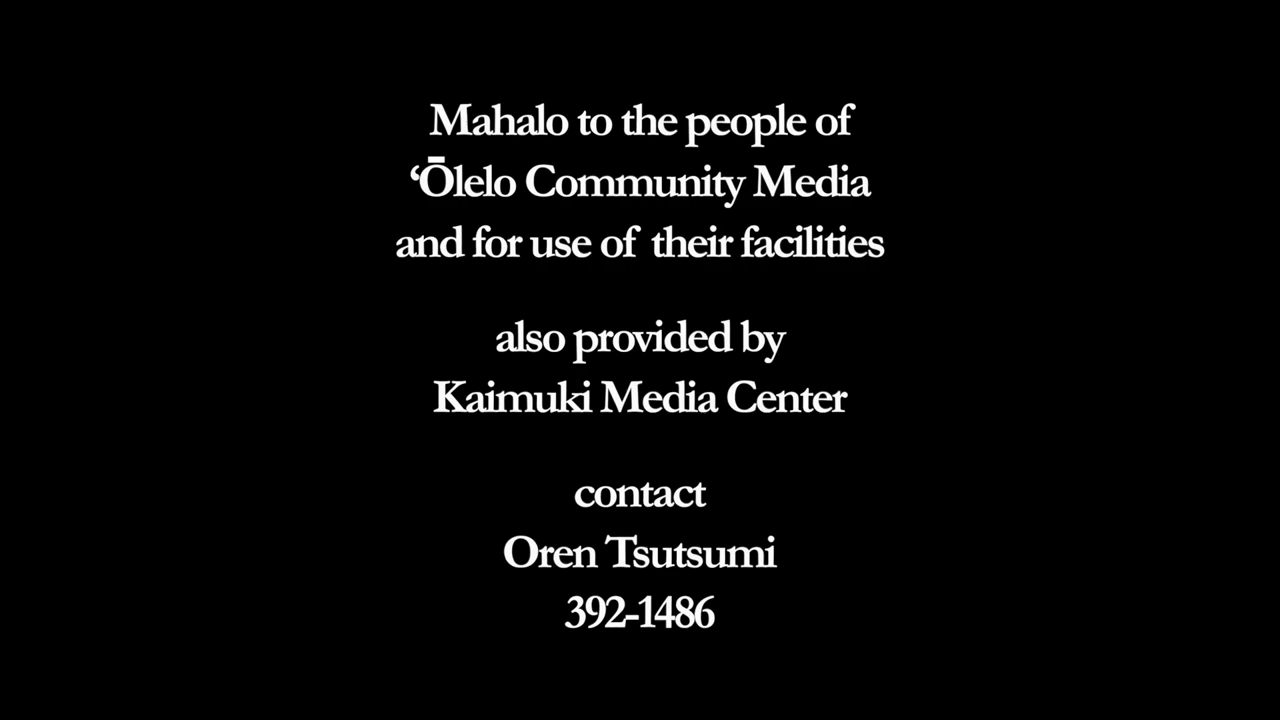 Mahalo to the people of
‘Ōlelo Community Media
and for use of their facilities
also provided by
Kaimuki Media Center
contact
Oren Tsutsumi
392-1486